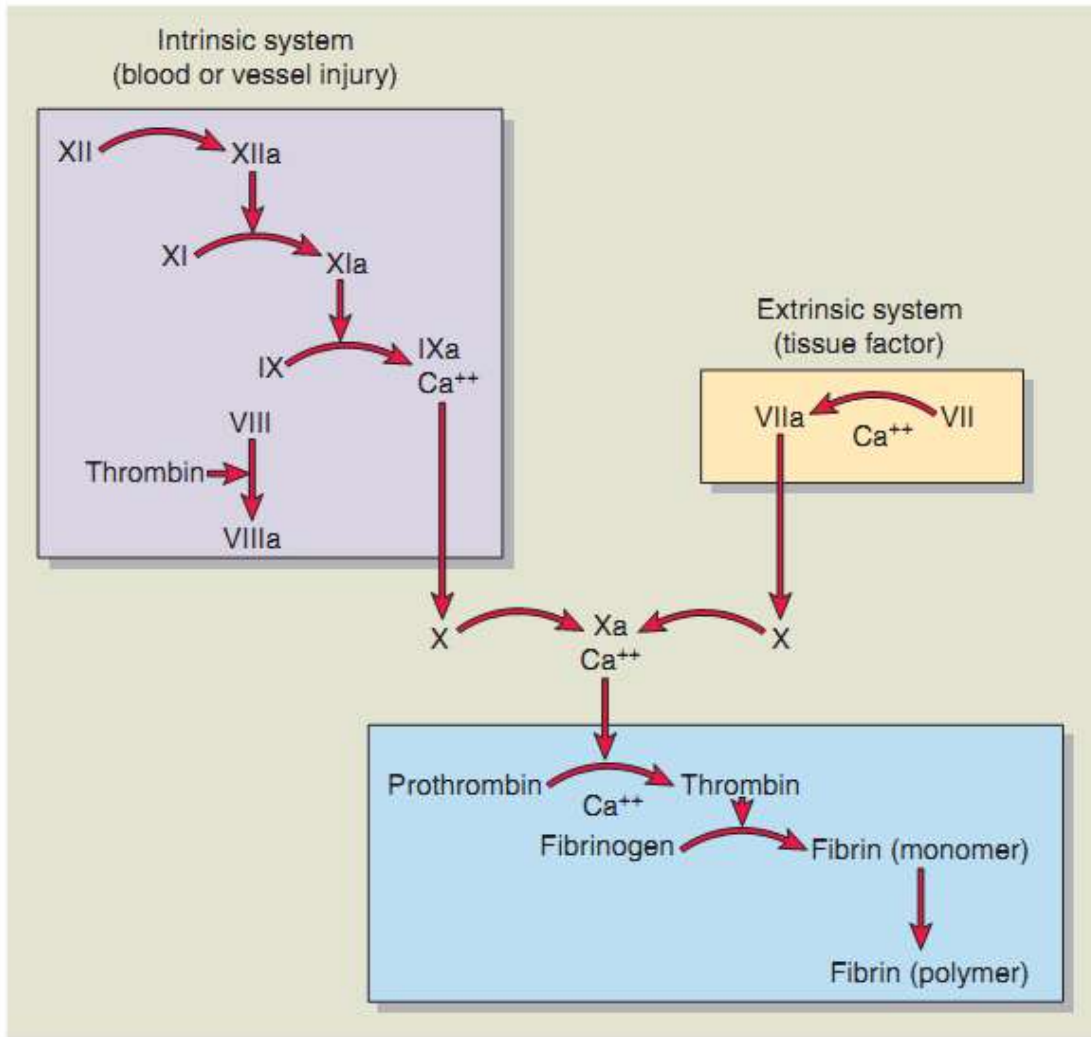 Intrinsic system
(blood or vessel injury)
XII
XIIa
XI
XIa
IX
IXa
Ca⁺⁺
VIII
Thrombin
VIIIa
Extrinsic system
(tissue factor)
VIIa
VII
Ca⁺⁺
X
Xa
X
Ca⁺⁺
Prothrombin
Thrombin
Ca⁺⁺
Fibrinogen
Fibrin (monomer)
Fibrin (polymer)